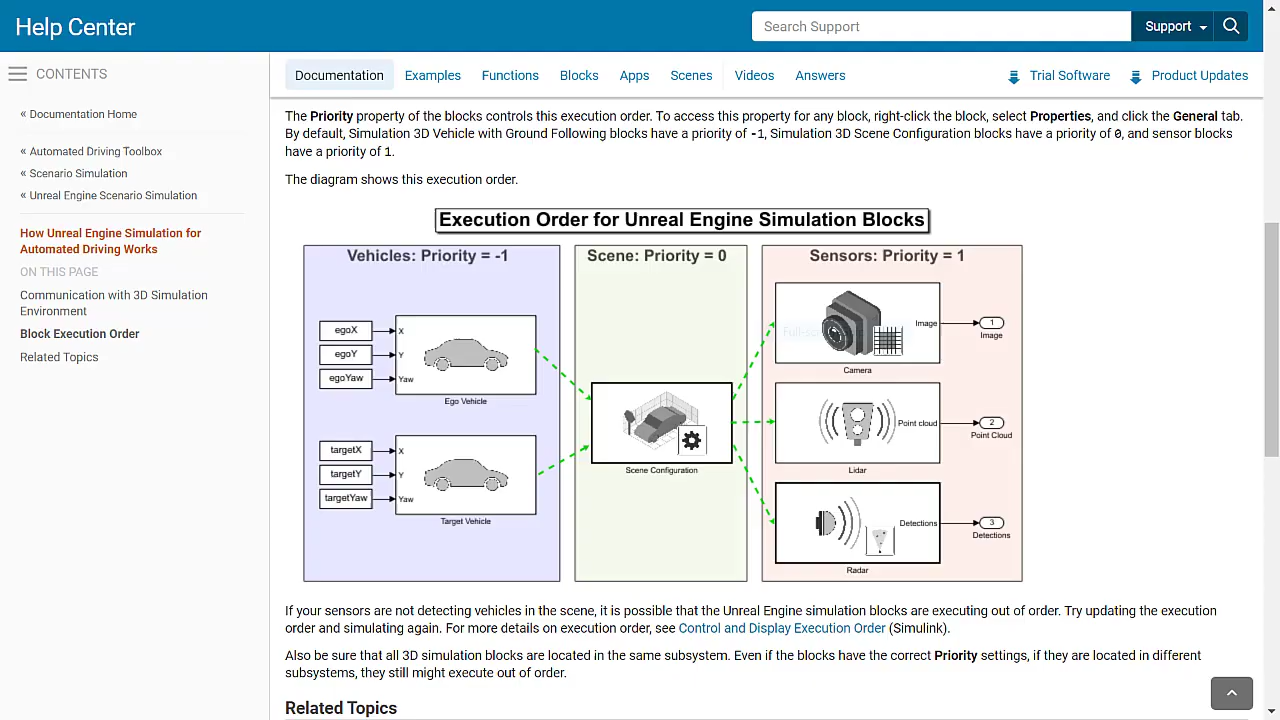 Help Center
Search Support
Support
CONTENTS
Documentation
Examples
Functions
Blocks
Apps
Scenes
Videos
Answers
Trial Software
Product Updates
« Documentation Home
« Automated Driving Toolbox
« Scenario Simulation
« Unreal Engine Scenario Simulation
How Unreal Engine Simulation for
Automated Driving Works
ON THIS PAGE
Communication with 3D Simulation
Environment
Block Execution Order
Related Topics
The Priority property of the blocks controls this execution order. To access this property for any block, right-click the block, select Properties, and click the General tab.
By default, Simulation 3D Vehicle with Ground Following blocks have a priority of -1, Simulation 3D Scene Configuration blocks have a priority of 0, and sensor blocks
have a priority of 1.
The diagram shows this execution order.
Execution Order for Unreal Engine Simulation Blocks
Vehicles: Priority = -1
egoX
egoY
egoYaw
X
Y
Yaw
Ego Vehicle
targetX
targetY
targetYaw
X
Y
Yaw
Target Vehicle
Scene: Priority = 0
Scene Configuration
Sensors: Priority = 1
Image
1
Image
Camera
Point cloud
2
Point Cloud
Lidar
Detections
3
Detections
Radar
If your sensors are not detecting vehicles in the scene, it is possible that the Unreal Engine simulation blocks are executing out of order. Try updating the execution
order and simulating again. For more details on execution order, see Control and Display Execution Order (Simulink).
Also be sure that all 3D simulation blocks are located in the same subsystem. Even if the blocks have the correct Priority settings, if they are located in different
subsystems, they still might execute out of order.
Related Topics